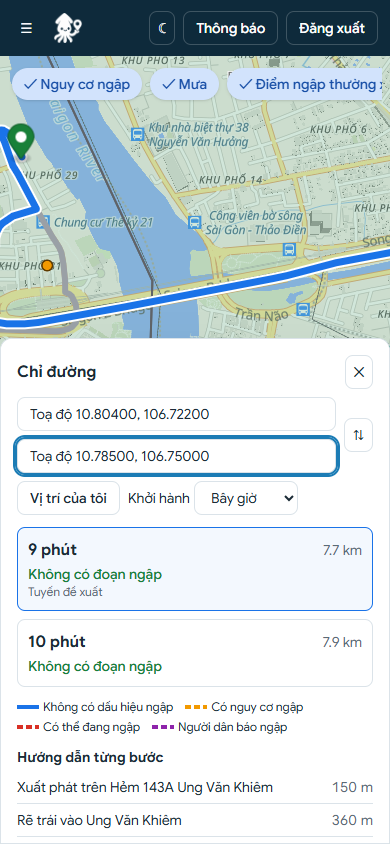 ☰
☾
Thông báo
Đăng xuất
✓ Nguy cơ ngập
✓ Mưa
✓ Điểm ngập thường x
Saigon River
Khu nhà biệt thự 38
Nguyễn Văn Hưởng
KHU PHỐ 6
KHU PHỐ 29
KHU PHỐ 14
Chung cư Thế kỷ 21
Công viên bờ sông
Sài Gòn - Thảo Điền
Song
Trần Não
Chỉ đường
×
Toạ độ 10.80400, 106.72200
Toạ độ 10.78500, 106.75000
Vị trí của tôi
Khởi hành
Bây giờ
9 phút
7.7 km
Không có đoạn ngập
Tuyến đề xuất
10 phút
7.9 km
Không có đoạn ngập
Không có dấu hiệu ngập
Có nguy cơ ngập
Có thể đang ngập
Người dân báo ngập
Hướng dẫn từng bước
Xuất phát trên Hẻm 143A Ung Văn Khiêm
150 m
Rẽ trái vào Ung Văn Khiêm
360 m